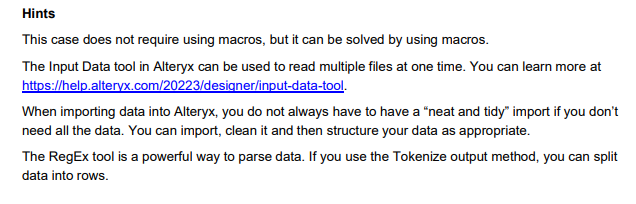 Hints
This case does not require using macros, but it can be solved by using macros.
The Input Data tool in Alteryx can be used to read multiple files at one time. You can learn more at
https://help.alteryx.com/20223/designer/input-data-tool.
When importing data into Alteryx, you do not always have to have a “neat and tidy” import if you don’t
need all the data. You can import, clean it and then structure your data as appropriate.
The RegEx tool is a powerful way to parse data. If you use the Tokenize output method, you can split
data into rows.